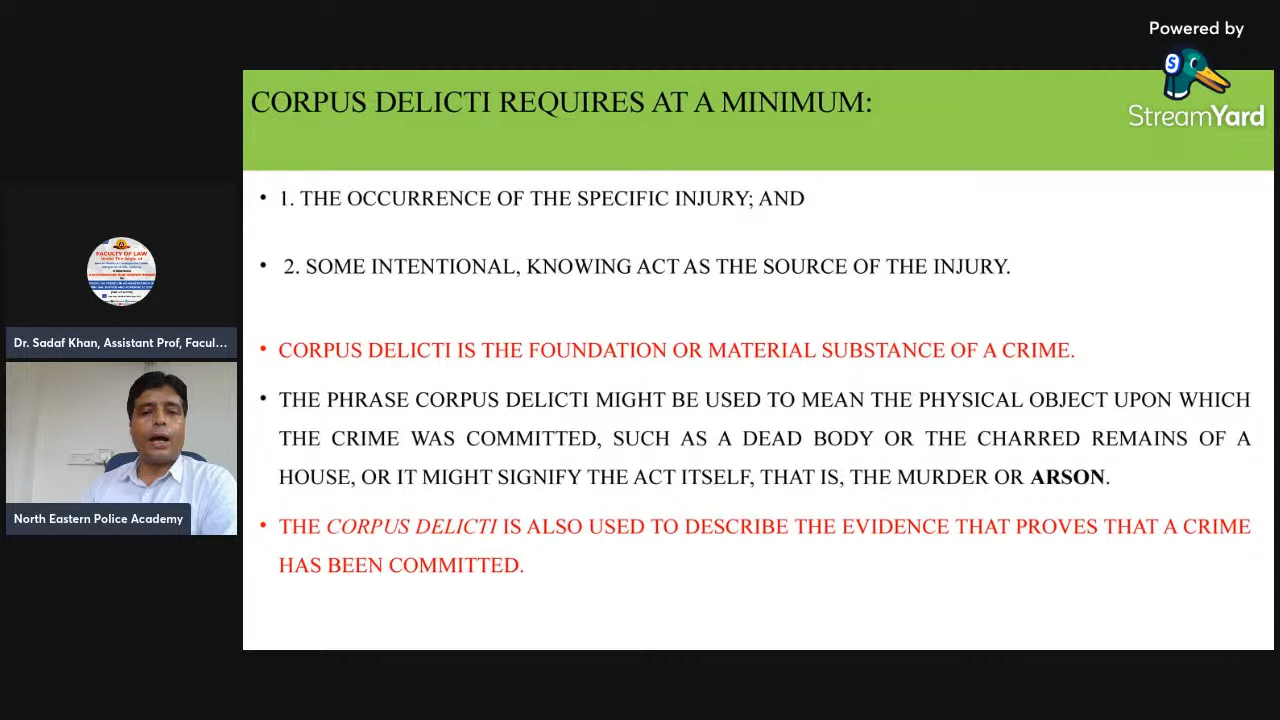 Powered by
StreamYard
CORPUS DELICTI REQUIRES AT A MINIMUM:
• 1. THE OCCURRENCE OF THE SPECIFIC INJURY; AND
• 2. SOME INTENTIONAL, KNOWING ACT AS THE SOURCE OF THE INJURY.
• CORPUS DELICTI IS THE FOUNDATION OR MATERIAL SUBSTANCE OF A CRIME.
• THE PHRASE CORPUS DELICTI MIGHT BE USED TO MEAN THE PHYSICAL OBJECT UPON WHICH
THE CRIME WAS COMMITTED, SUCH AS A DEAD BODY OR THE CHARRED REMAINS OF A
HOUSE, OR IT MIGHT SIGNIFY THE ACT ITSELF, THAT IS, THE MURDER OR ARSON.
• THE CORPUS DELICTI IS ALSO USED TO DESCRIBE THE EVIDENCE THAT PROVES THAT A CRIME
HAS BEEN COMMITTED.
FACULTY OF LAW
Dr. Sadaf Khan, Assistant Prof, Facul...
North Eastern Police Academy